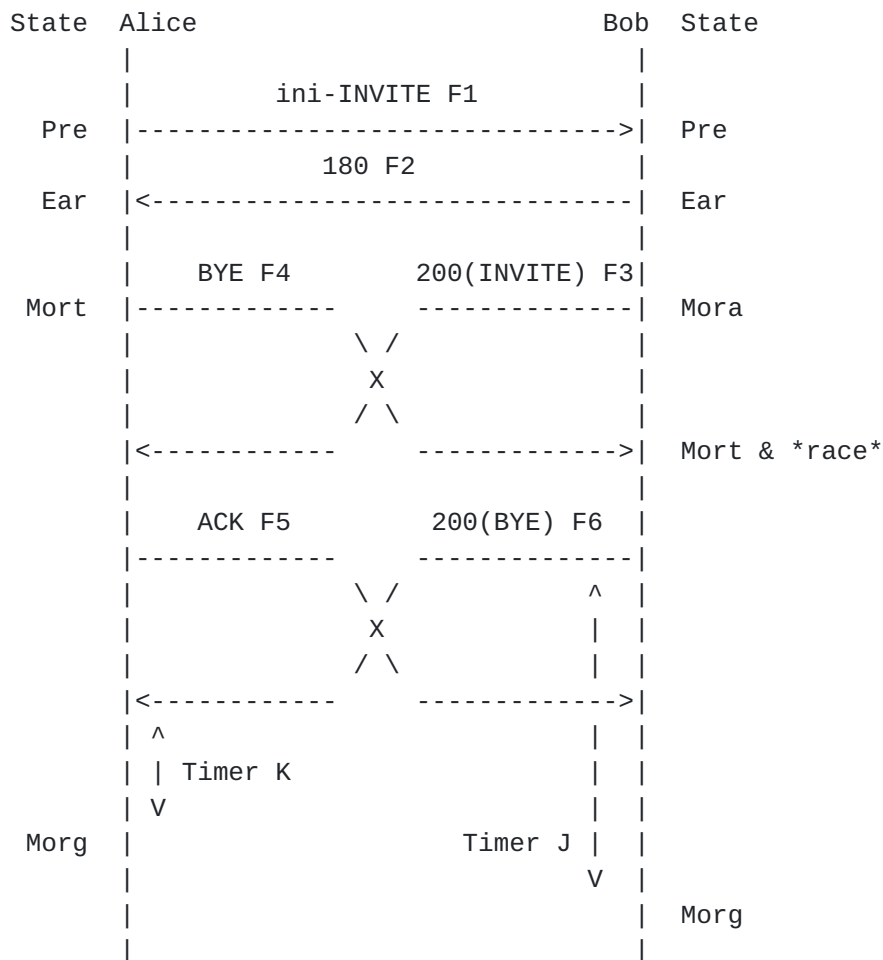 State  Alice                          Bob  State
       |                                 |
       |         ini-INVITE F1           |
  Pre  |------------------------------->|  Pre
       |            180 F2               |
  Ear  |<--------------------------------|  Ear
       |                                 |
       |    BYE F4        200(INVITE) F3|
 Mort  |-------------     --------------|  Mora
       |              \ /                |
       |               X                 |
       |              / \                |
       |<------------     ------------->|  Mort & *race*
       |                                 |
       |    ACK F5         200(BYE) F6  |
       |-------------     --------------|
       |              \ /            ^  |
       |               X             |  |
       |              / \            |  |
       |<------------     ------------->|
       | ^                           |  |
       | | Timer K                   |  |
       | V                           |  |
 Morg  |                     Timer J |  |
       |                             V  |
       |                                |  Morg
       |                                |